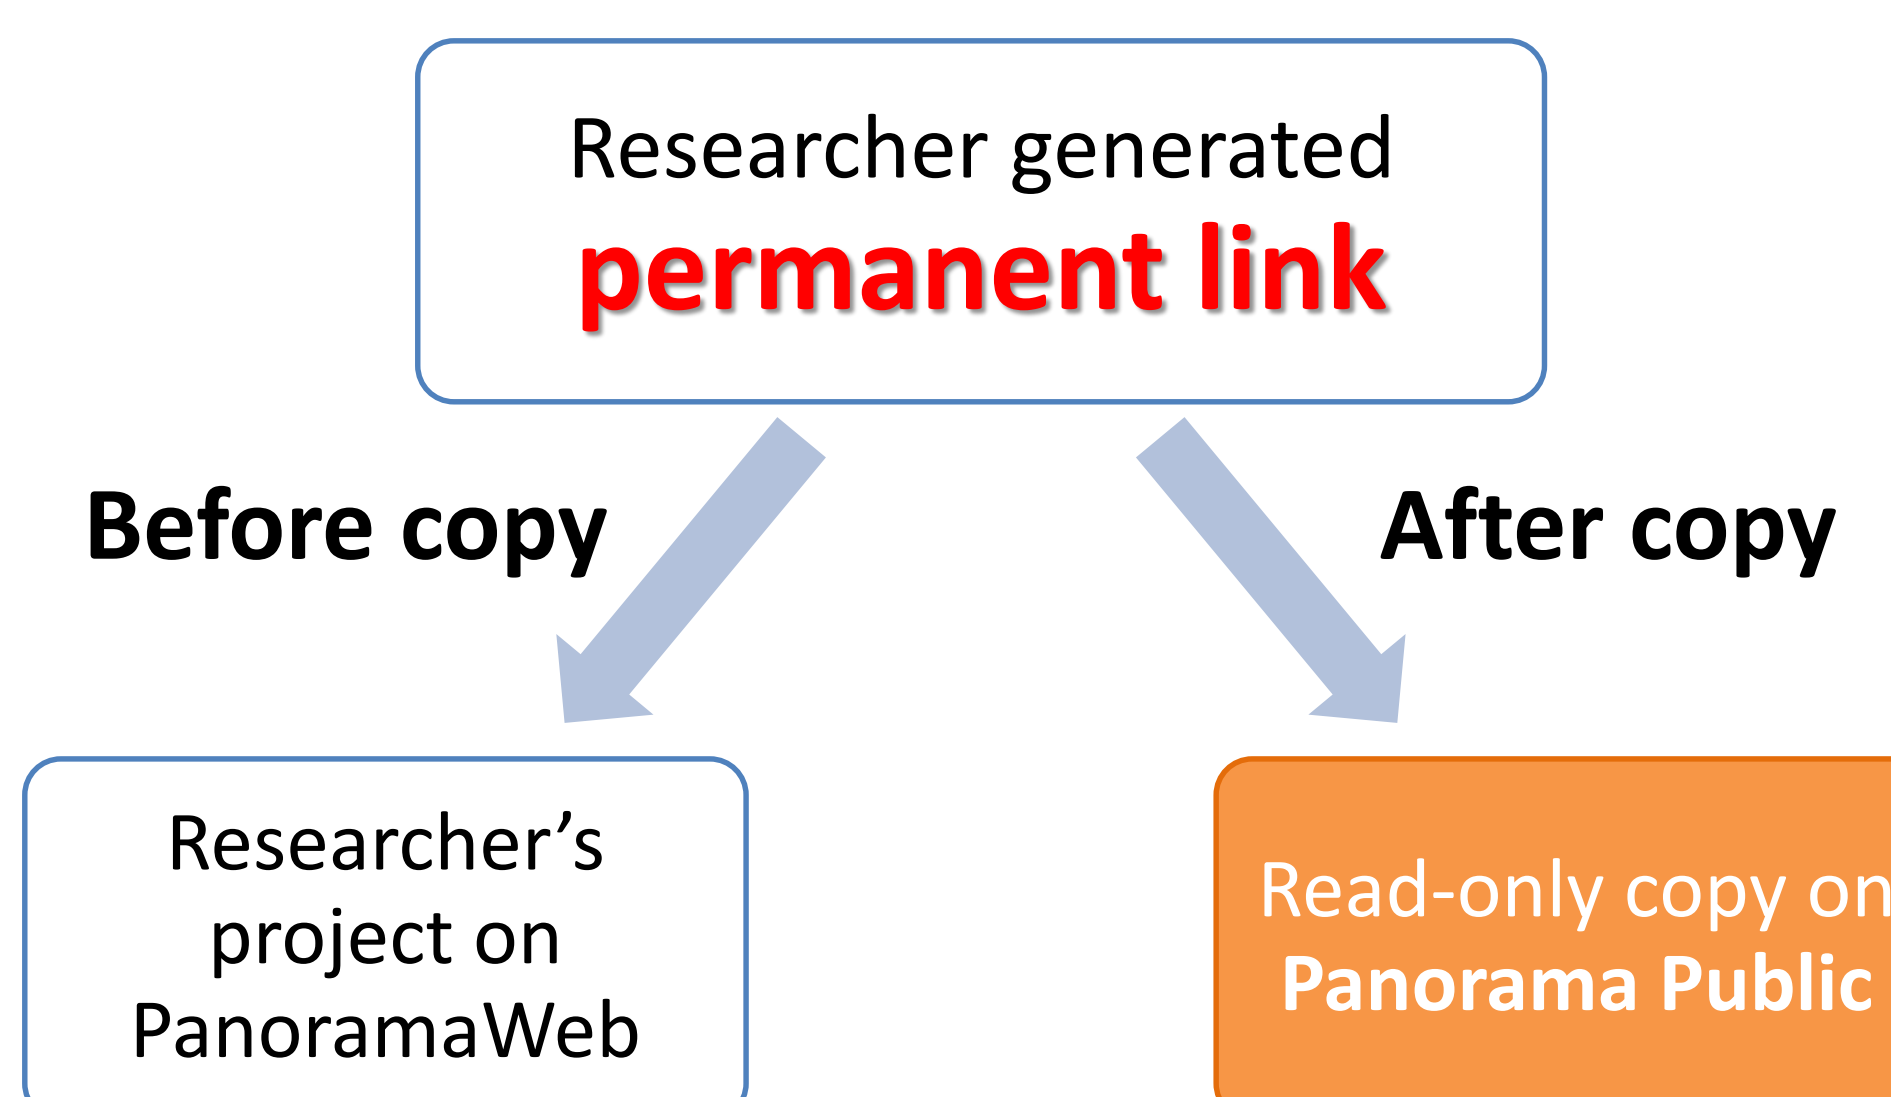 Researcher generated
permanent link
Before copy
After copy
Researcher’s
project on
PanoramaWeb
Read-only copy on
Panorama Public